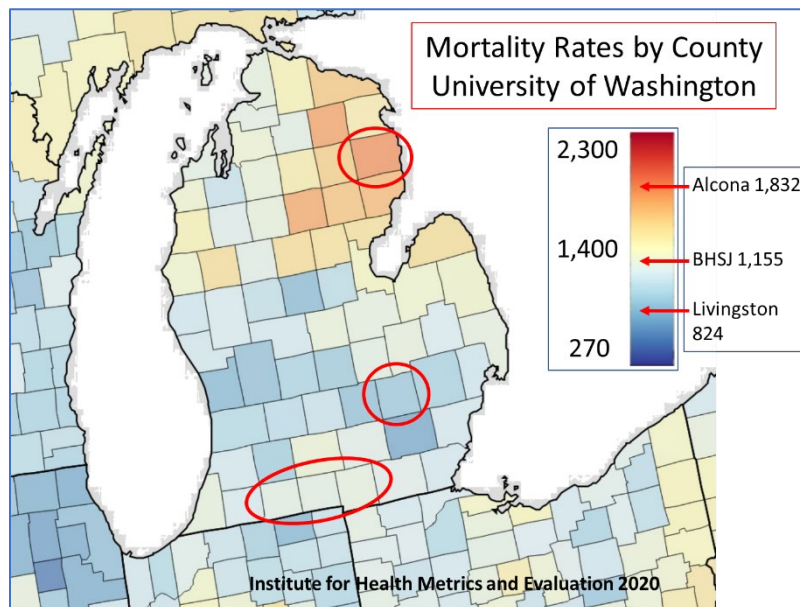 Mortality Rates by County
University of Washington
2,300
Alcona 1,832
1,400
BHSJ 1,155
Livingston
824
270
Institute for Health Metrics and Evaluation 2020